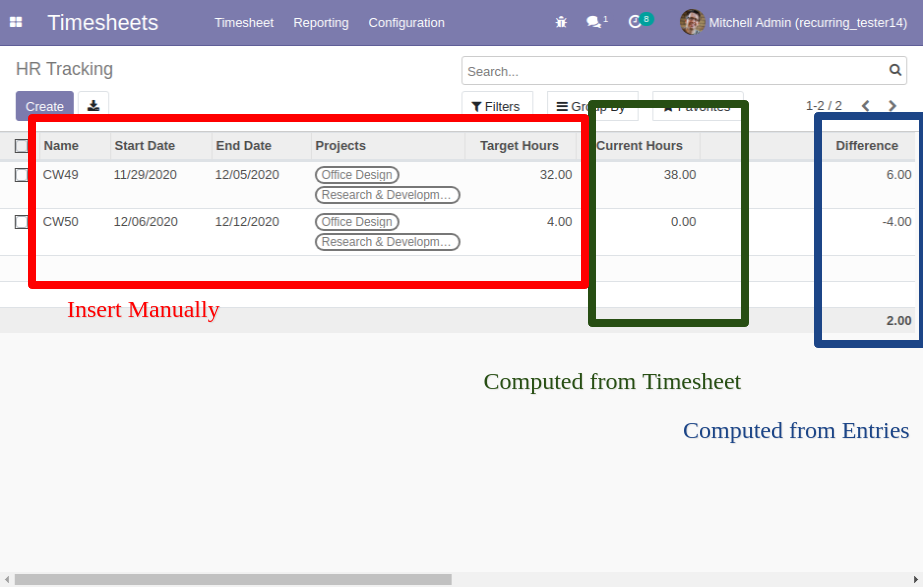 Timesheets Timesheet Reporting Configuration 1 8 Mitchell Admin (recurring_tester14)
HR Tracking
Search...
Create Filters Group By Favorites 1-2 / 2
Name Start Date End Date Projects Target Hours Current Hours Difference
CW49 11/29/2020 12/05/2020 Office Design 32.00 38.00 6.00
Research & Developm...
CW50 12/06/2020 12/12/2020 Office Design 4.00 0.00 -4.00
Research & Developm...
Insert Manually
2.00
Computed from Timesheet
Computed from Entries